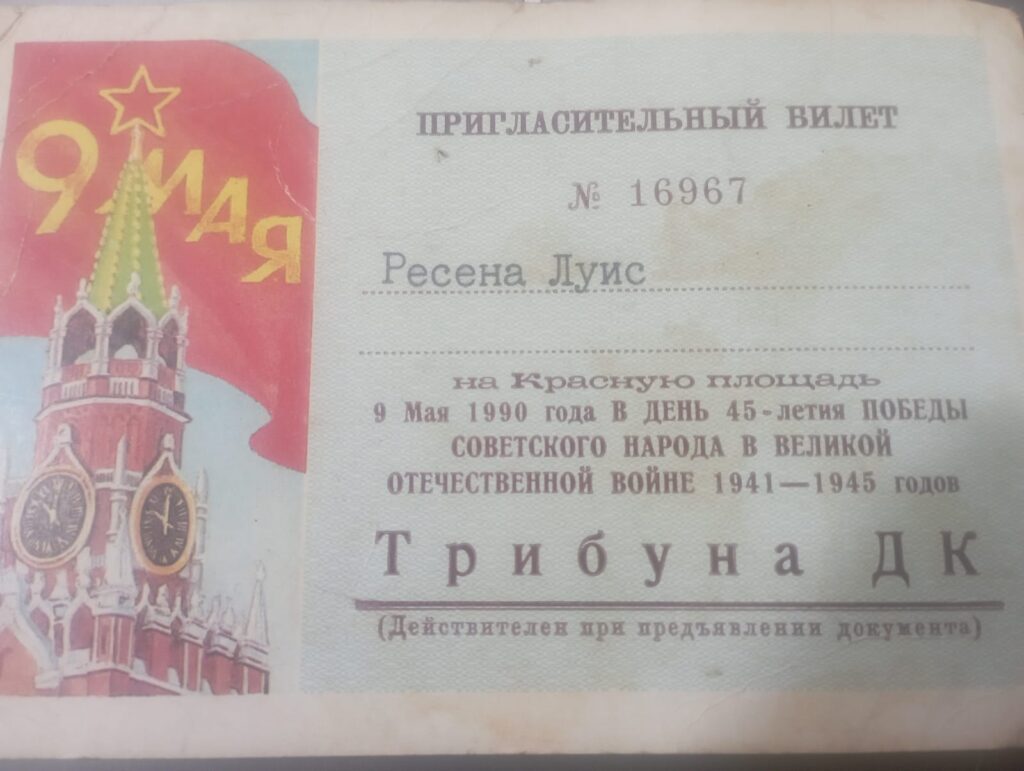 9 МАЯ
ПРИГЛАСИТЕЛЬНЫЙ БИЛЕТ
№ 16967
Ресена Луис
на Красную площадь
9 Мая 1990 года В ДЕНЬ 45-летия ПОБЕДЫ
СОВЕТСКОГО НАРОДА В ВЕЛИКОЙ
ОТЕЧЕСТВЕННОЙ ВОЙНЕ 1941—1945 годов
Трибуна ДК
(Действителен при предъявлении документа)